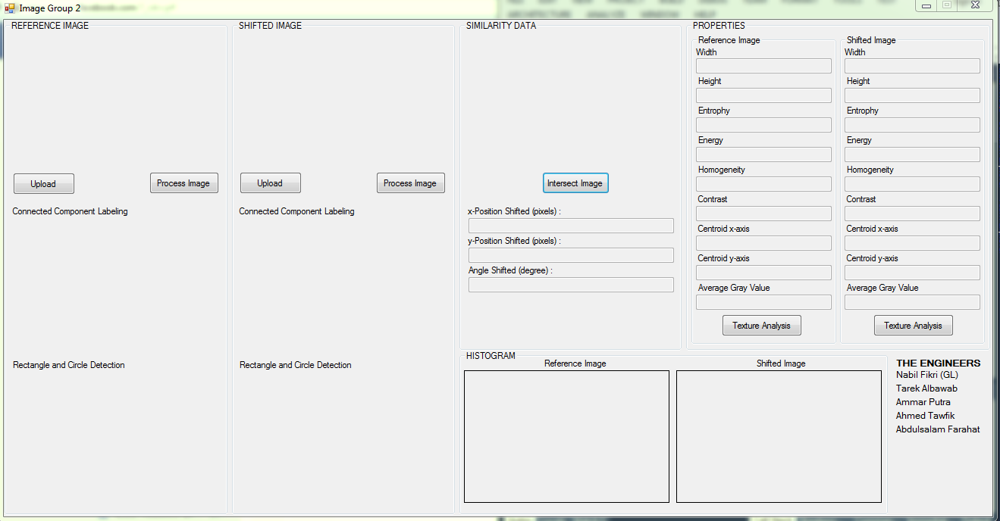 Image Group 2
REFERENCE IMAGE
Upload
Process Image
Connected Component Labeling
Rectangle and Circle Detection
SHIFTED IMAGE
Upload
Process Image
Connected Component Labeling
Rectangle and Circle Detection
SIMILARITY DATA
Intersect Image
x-Position Shifted (pixels) :
y-Position Shifted (pixels) :
Angle Shifted (degree) :
PROPERTIES
Reference Image
Width
Height
Entrophy
Energy
Homogeneity
Contrast
Centroid x-axis
Centroid y-axis
Average Gray Value
Texture Analysis
Shifted Image
Width
Height
Entrophy
Energy
Homogeneity
Contrast
Centroid x-axis
Centroid y-axis
Average Gray Value
Texture Analysis
HISTOGRAM
Reference Image
Shifted Image
THE ENGINEERS
Nabil Fikri (GL)
Tarek Albawab
Ammar Putra
Ahmed Tawfik
Abdulsalam Farahat